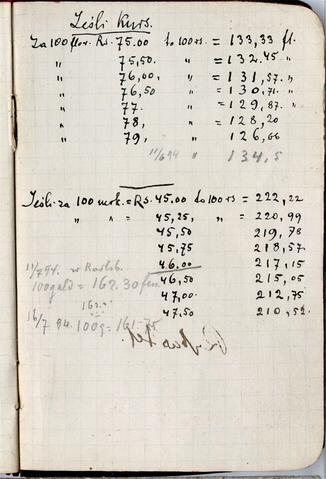 Jeśli Kurs.
Za 100 flor. Rs. 75.00 to 100 rs. = 133,33 fl.
" 75,50. " = 132.45 "
" 76,00, " = 131,57. "
" 76,50 " = 130,71. "
" 77. " = 129,87. "
" 78, " = 128,20
" 79, " 126,66
11/6 94 " 134,5
Jeśli za 100 mrk. = Rs. 45.00 to 100 rs = 222,22
" " " = 45,25, " = 220,99
45,50 219,78
45,75 218,57
46.00 217,15
46,50 215,05
47,00 212,75
47,50 210,52
11/7 94. w Karlsb.
100 guld = 162.30 fen
162.
16/7 94. 100 g = 161.75